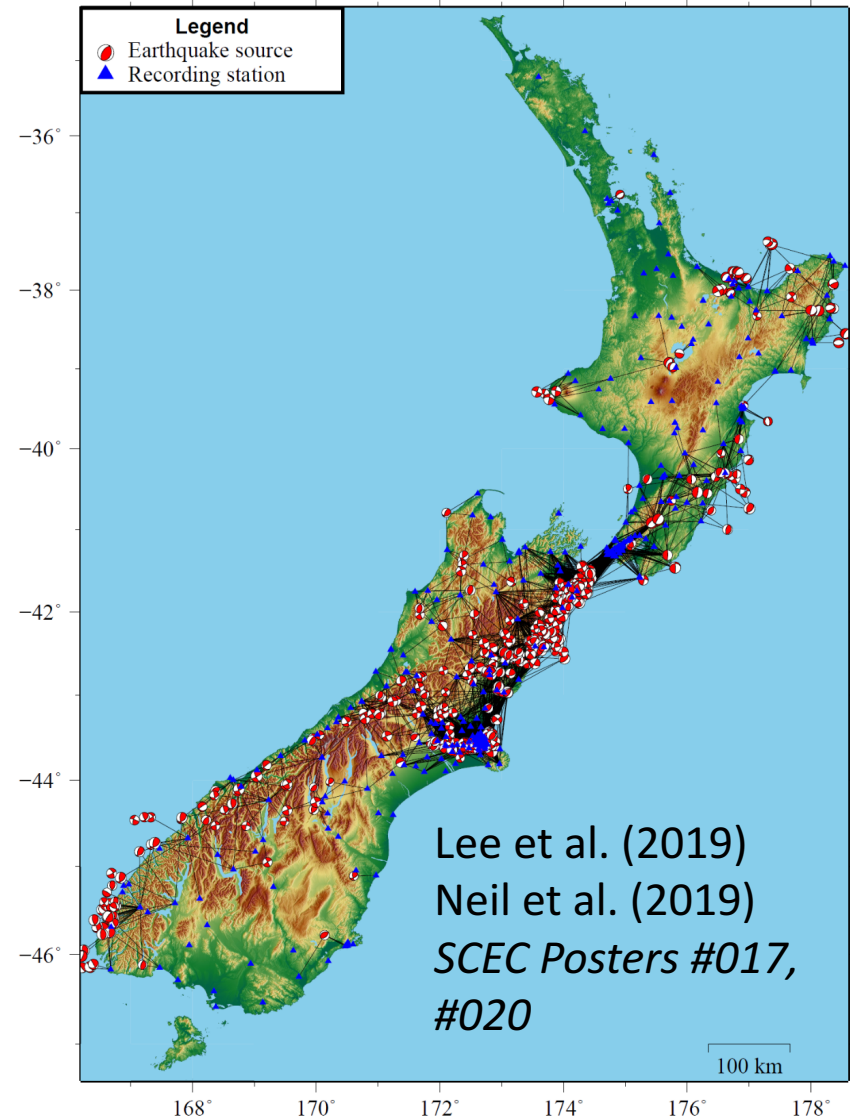 Legend
Earthquake source
Recording station
−36°
−38°
−40°
−42°
−44°
−46°
Lee et al. (2019)
Neil et al. (2019)
SCEC Posters #017,
#020
100 km
168° 170° 172° 174° 176° 178°